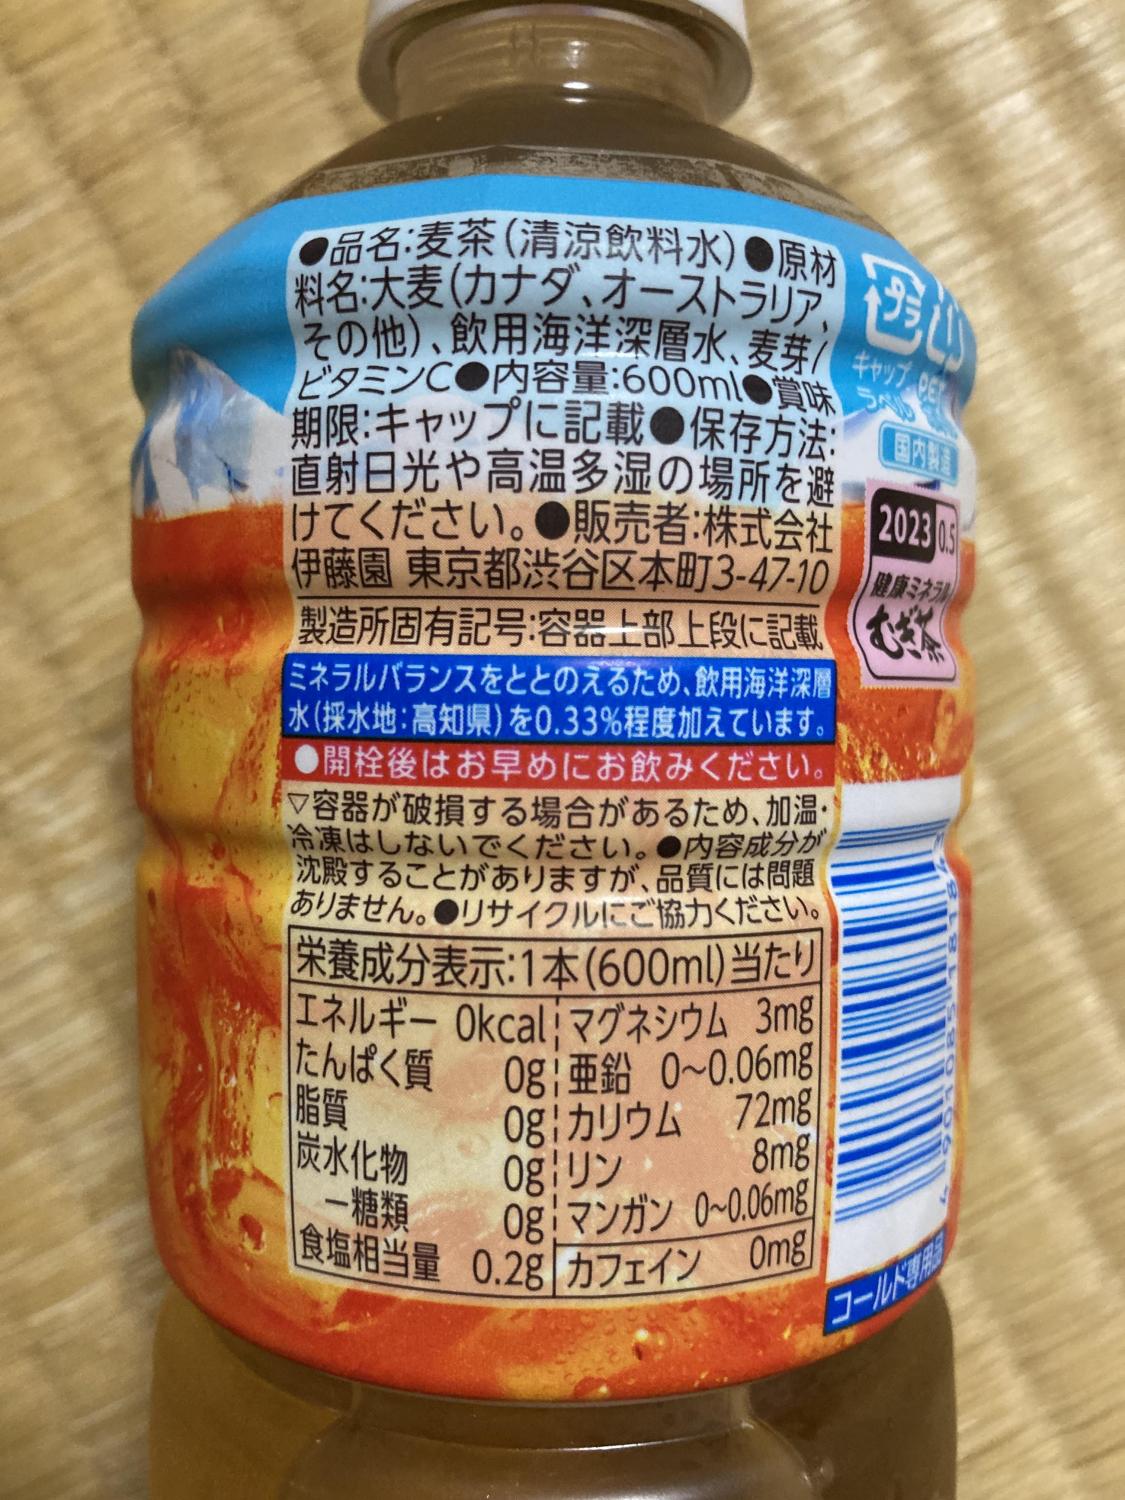 ●品名:麦茶(清涼飲料水)●原材
料名:大麦(カナダ、オーストラリア、
その他)、飲用海洋深層水、麦芽/
ビタミンC●内容量:600ml●賞味
期限:キャップに記載●保存方法:
直射日光や高温多湿の場所を避
けてください。●販売者:株式会社
伊藤園 東京都渋谷区本町3-47-10
製造所固有記号:容器上部上段に記載
ミネラルバランスをととのえるため、飲用海洋深層
水(採水地:高知県)を0.33%程度加えています。
●開栓後はお早めにお飲みください。
▽容器が破損する場合があるため、加温・
冷凍はしないでください。●内容成分が
沈殿することがありますが、品質には問題
ありません。●リサイクルにご協力ください。
栄養成分表示:1本(600ml)当たり
エネルギー 0kcal
たんぱく質 0g
脂質 0g
炭水化物 0g
－糖類 0g
食塩相当量 0.2g
マグネシウム 3mg
亜鉛 0～0.06mg
カリウム 72mg
リン 8mg
マンガン 0～0.06mg
カフェイン 0mg
プラ
キャップ
ラベル
PET
国内製造
2023 0.5
健康ミネラル
むぎ茶
コールド専用品